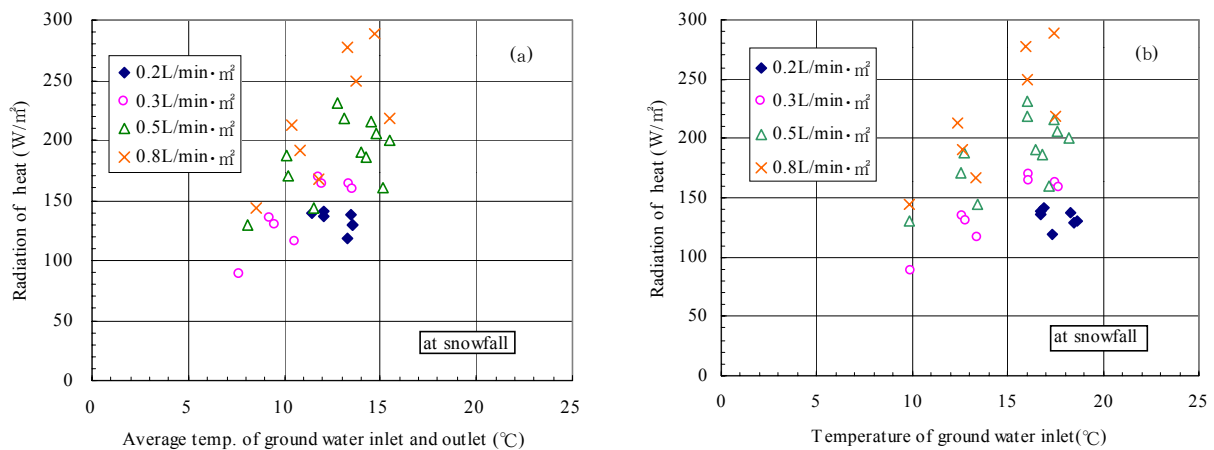 300
250
200
150
100
50
0
Radiation of heat (W/㎡)
(a)
0.2L/min・㎡
0.3L/min・㎡
0.5L/min・㎡
0.8L/min・㎡
at snowfall
0 5 10 15 20 25
Average temp. of ground water inlet and outlet (℃)
300
250
200
150
100
50
0
Radiation of heat (W/㎡)
(b)
0.2L/min・㎡
0.3L/min・㎡
0.5L/min・㎡
0.8L/min・㎡
at snowfall
0 5 10 15 20 25
Temperature of ground water inlet(℃)